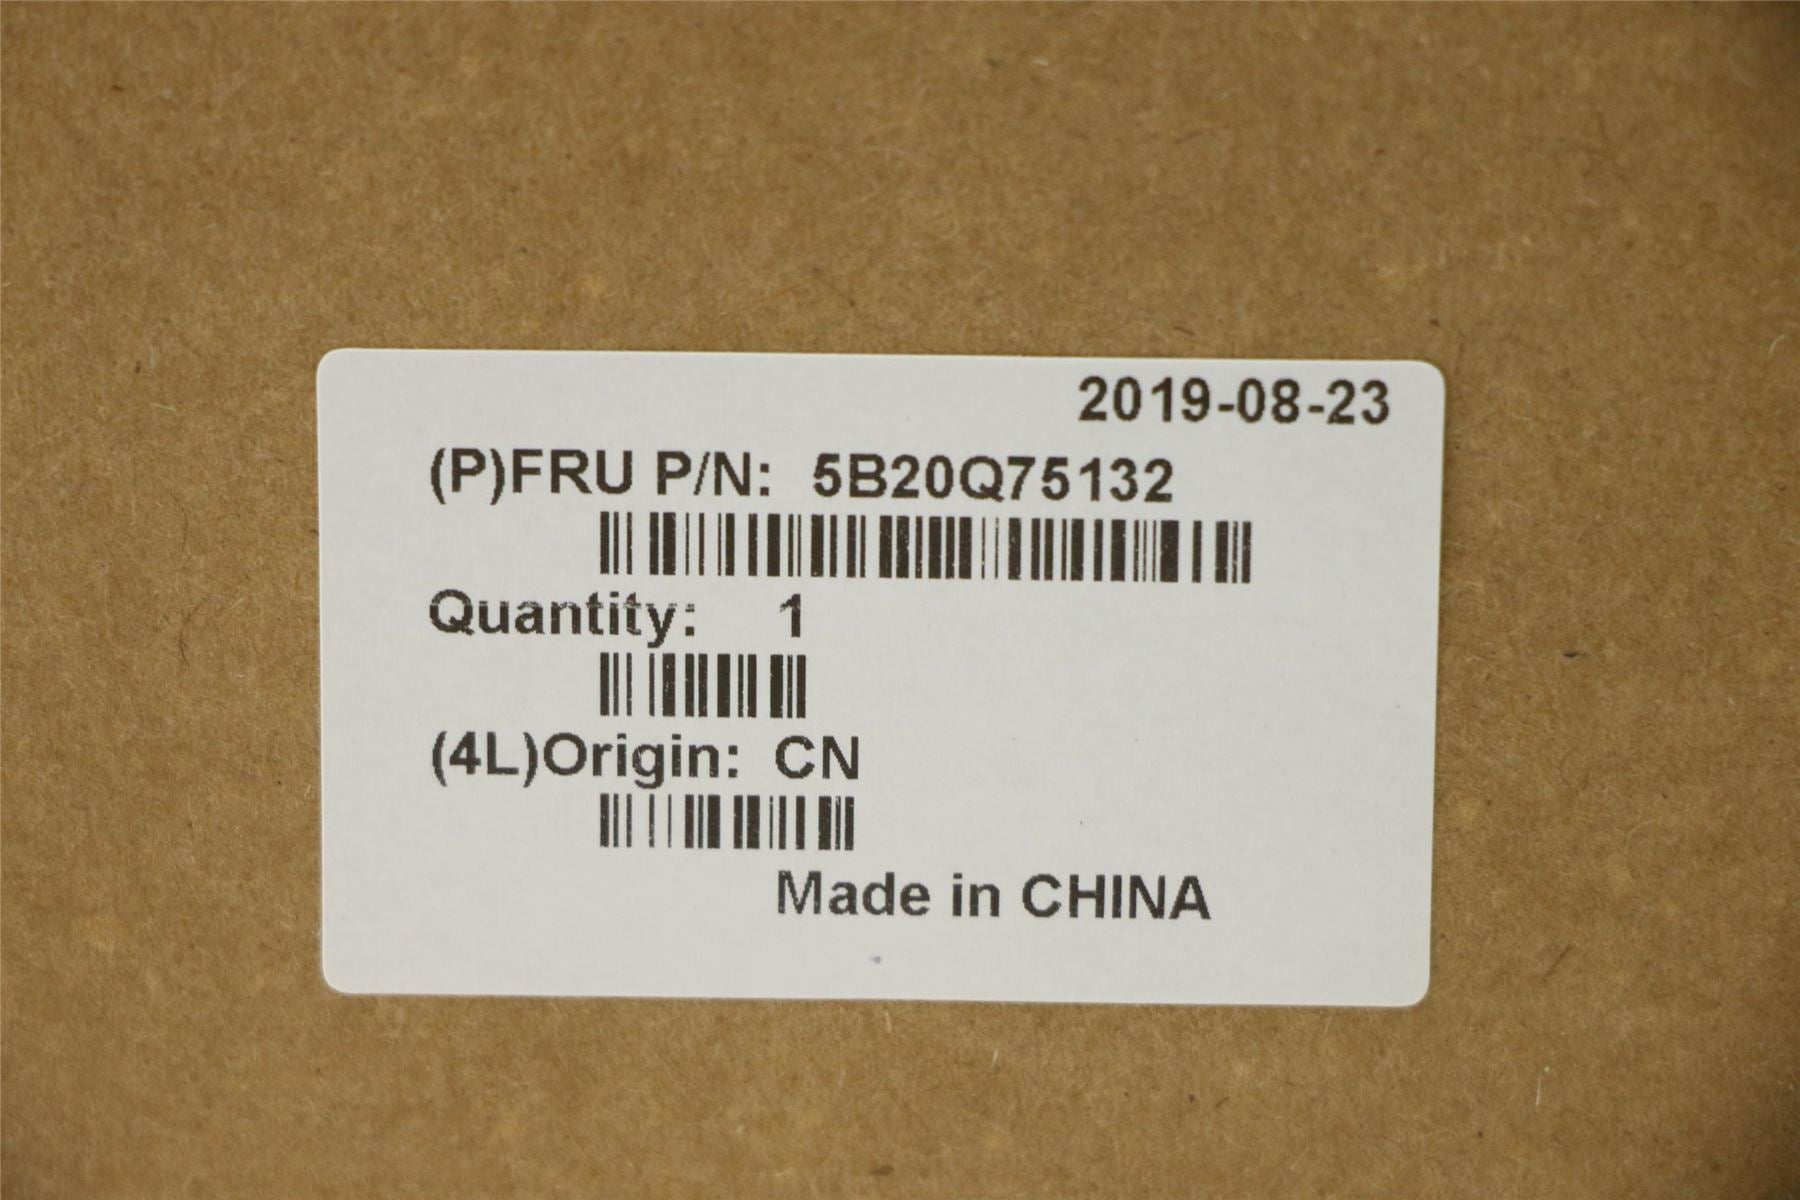 2019-08-23
(P)FRU P/N: 5B20Q75132
Quantity: 1
(4L)Origin: CN
Made in CHINA